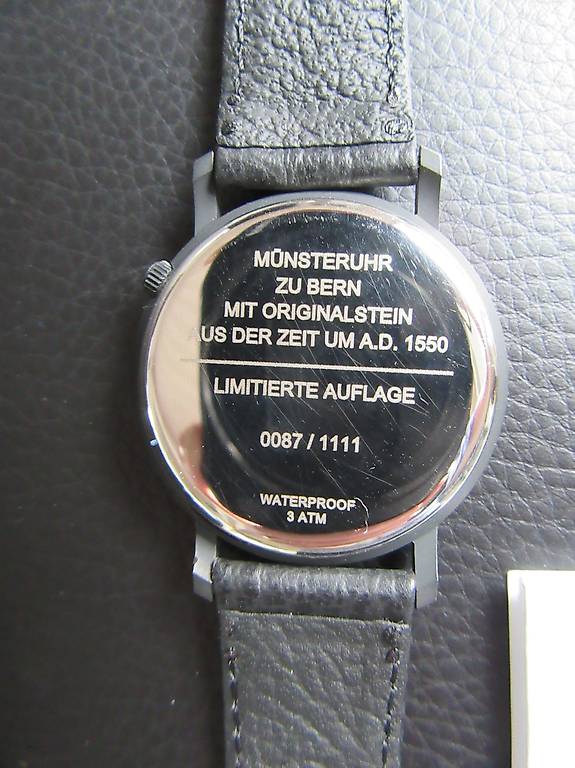 MÜNSTERUHR
ZU BERN
MIT ORIGINALSTEIN
AUS DER ZEIT UM A.D. 1550
LIMITIERTE AUFLAGE
0087 / 1111
WATERPROOF
3 ATM